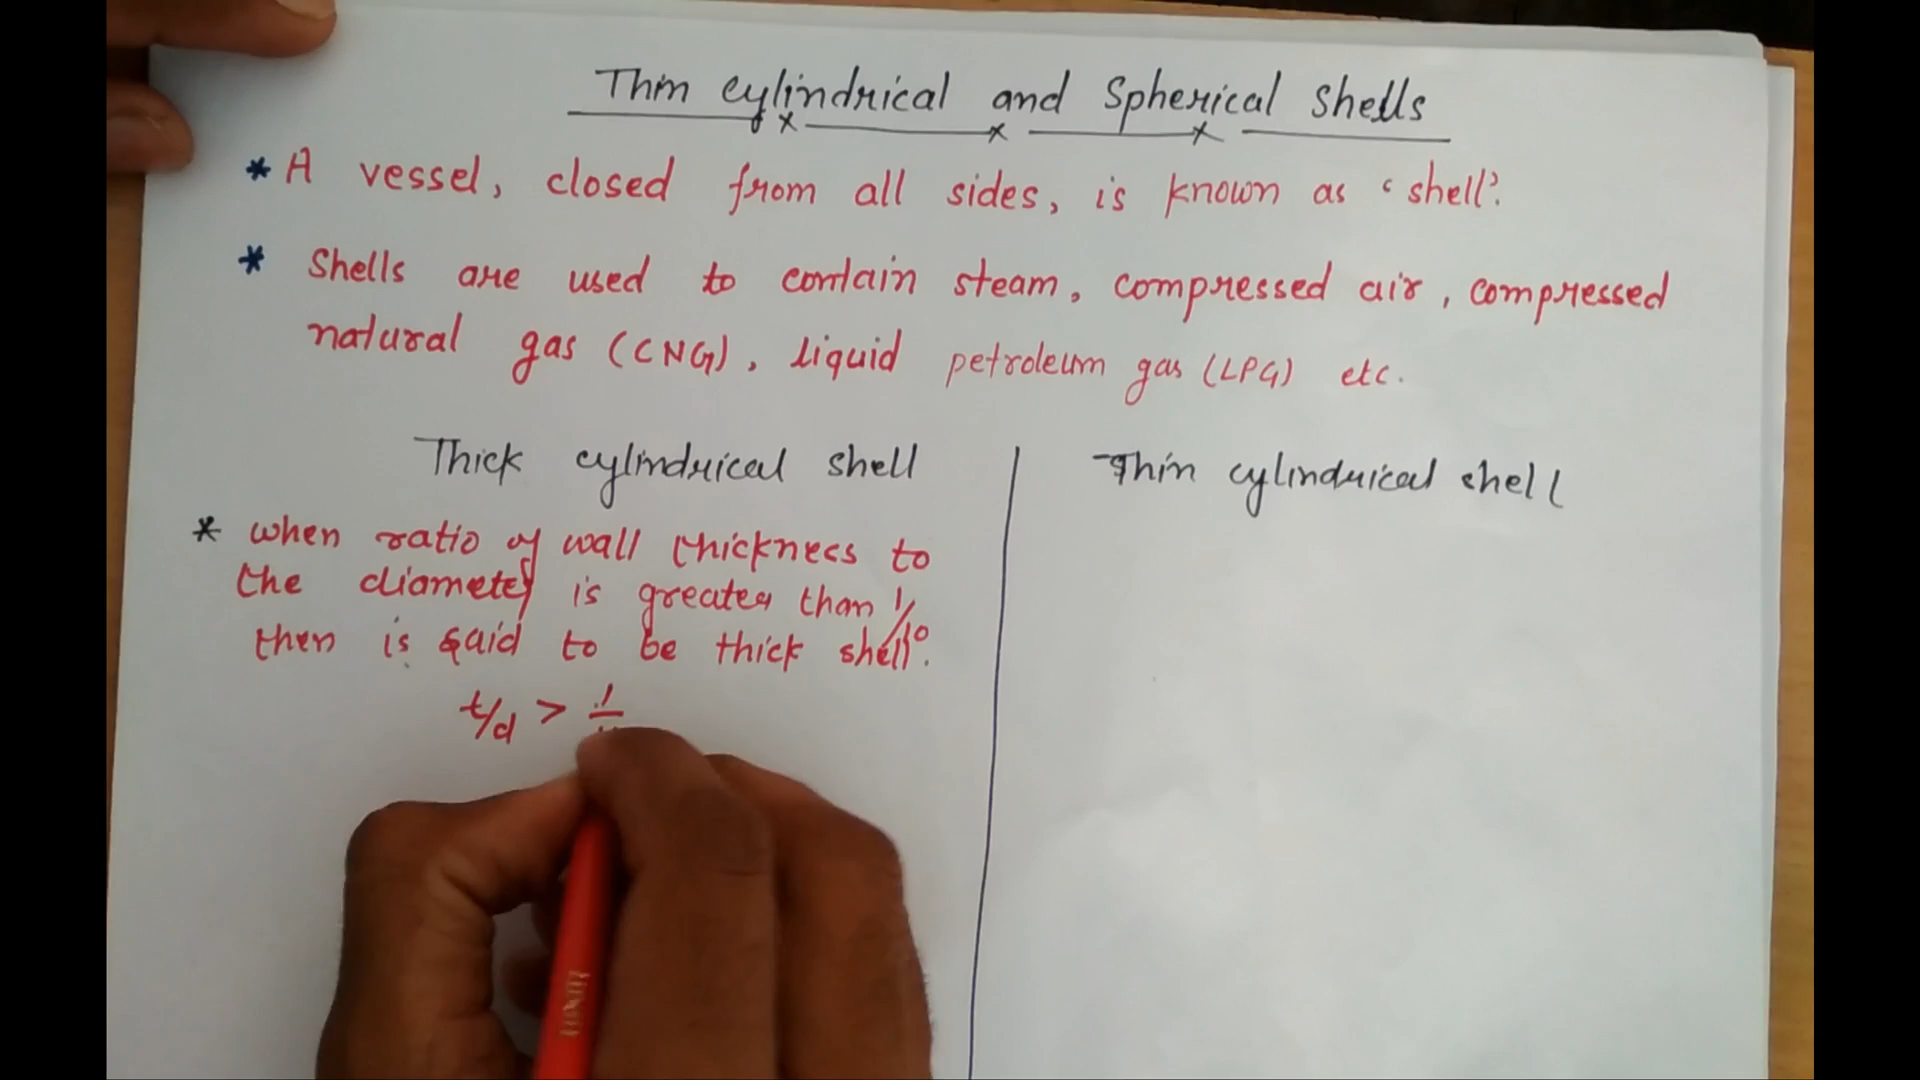 Thin cylindrical and Spherical Shells
* A vessel, closed from all sides, is known as 'shell'.
* Shells are used to contain steam, compressed air, compressed
natural gas (CNG), liquid petroleum gas (LPG) etc.
Thick cylindrical shell
* when ratio of wall thickness to
the diameter is greater than 1/10
then is said to be thick shell.
t/d > 1
Thin cylindrical shell